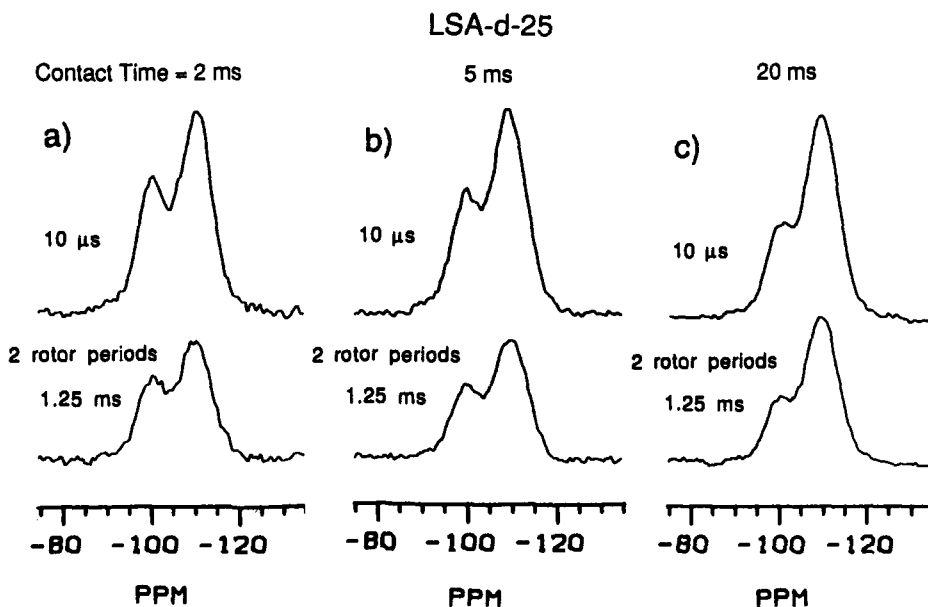 LSA-d-25
Contact Time = 2 ms
5 ms
20 ms
a)
b)
c)
10 µs
10 µs
10 µs
2 rotor periods
1.25 ms
2 rotor periods
1.25 ms
2 rotor periods
1.25 ms
-80 -100 -120
-80 -100 -120
-80 -100 -120
PPM
PPM
PPM